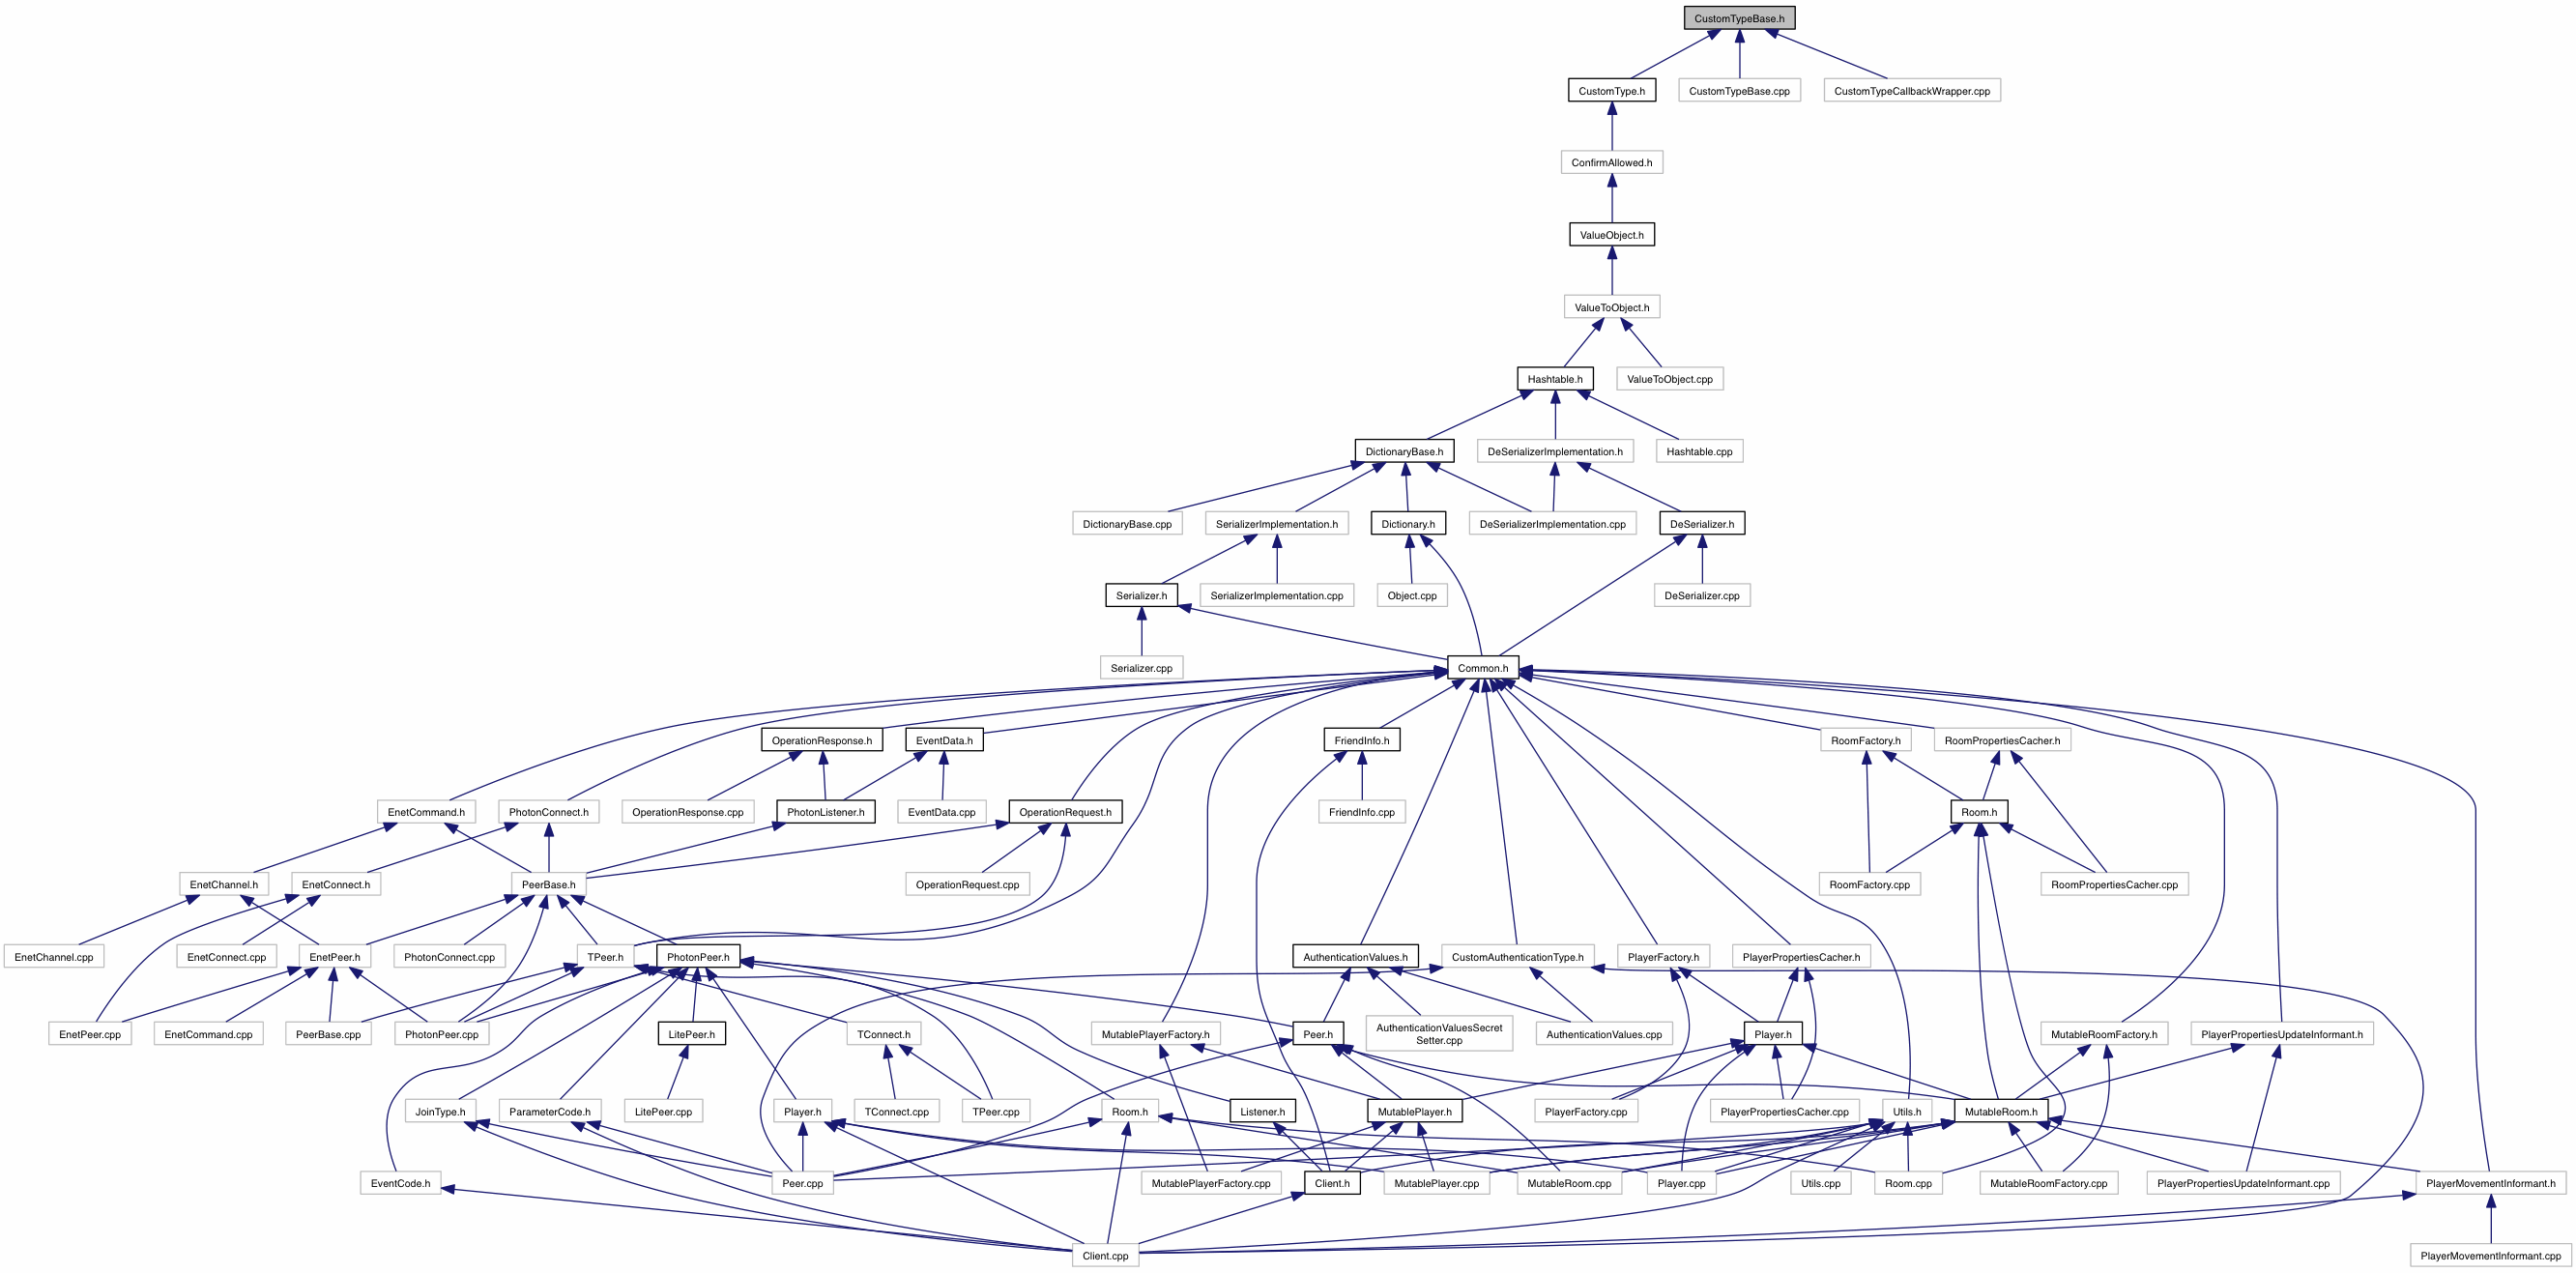 CustomTypeBase.h
CustomType.h
CustomTypeBase.cpp
CustomTypeCallbackWrapper.cpp
ConfirmAllowed.h
ValueObject.h
ValueToObject.h
Hashtable.h
ValueToObject.cpp
DictionaryBase.h
DeSerializerImplementation.h
Hashtable.cpp
DictionaryBase.cpp
SerializerImplementation.h
Dictionary.h
DeSerializerImplementation.cpp
DeSerializer.h
Serializer.h
SerializerImplementation.cpp
Object.cpp
DeSerializer.cpp
Serializer.cpp
Common.h
OperationResponse.h
EventData.h
FriendInfo.h
RoomFactory.h
RoomPropertiesCacher.h
EnetCommand.h
PhotonConnect.h
OperationResponse.cpp
PhotonListener.h
EventData.cpp
OperationRequest.h
FriendInfo.cpp
Room.h
EnetChannel.h
EnetConnect.h
PeerBase.h
OperationRequest.cpp
RoomFactory.cpp
RoomPropertiesCacher.cpp
EnetChannel.cpp
EnetConnect.cpp
EnetPeer.h
PhotonConnect.cpp
TPeer.h
PhotonPeer.h
AuthenticationValues.h
CustomAuthenticationType.h
PlayerFactory.h
PlayerPropertiesCacher.h
EnetPeer.cpp
EnetCommand.cpp
PeerBase.cpp
PhotonPeer.cpp
LitePeer.h
TConnect.h
MutablePlayerFactory.h
Peer.h
AuthenticationValuesSecret
Setter.cpp
AuthenticationValues.cpp
Player.h
MutableRoomFactory.h
PlayerPropertiesUpdateInformant.h
JoinType.h
ParameterCode.h
LitePeer.cpp
Player.h
TConnect.cpp
TPeer.cpp
Room.h
Listener.h
MutablePlayer.h
PlayerFactory.cpp
PlayerPropertiesCacher.cpp
Utils.h
MutableRoom.h
EventCode.h
Peer.cpp
MutablePlayerFactory.cpp
Client.h
MutablePlayer.cpp
MutableRoom.cpp
Player.cpp
Utils.cpp
Room.cpp
MutableRoomFactory.cpp
PlayerPropertiesUpdateInformant.cpp
PlayerMovementInformant.h
Client.cpp
PlayerMovementInformant.cpp